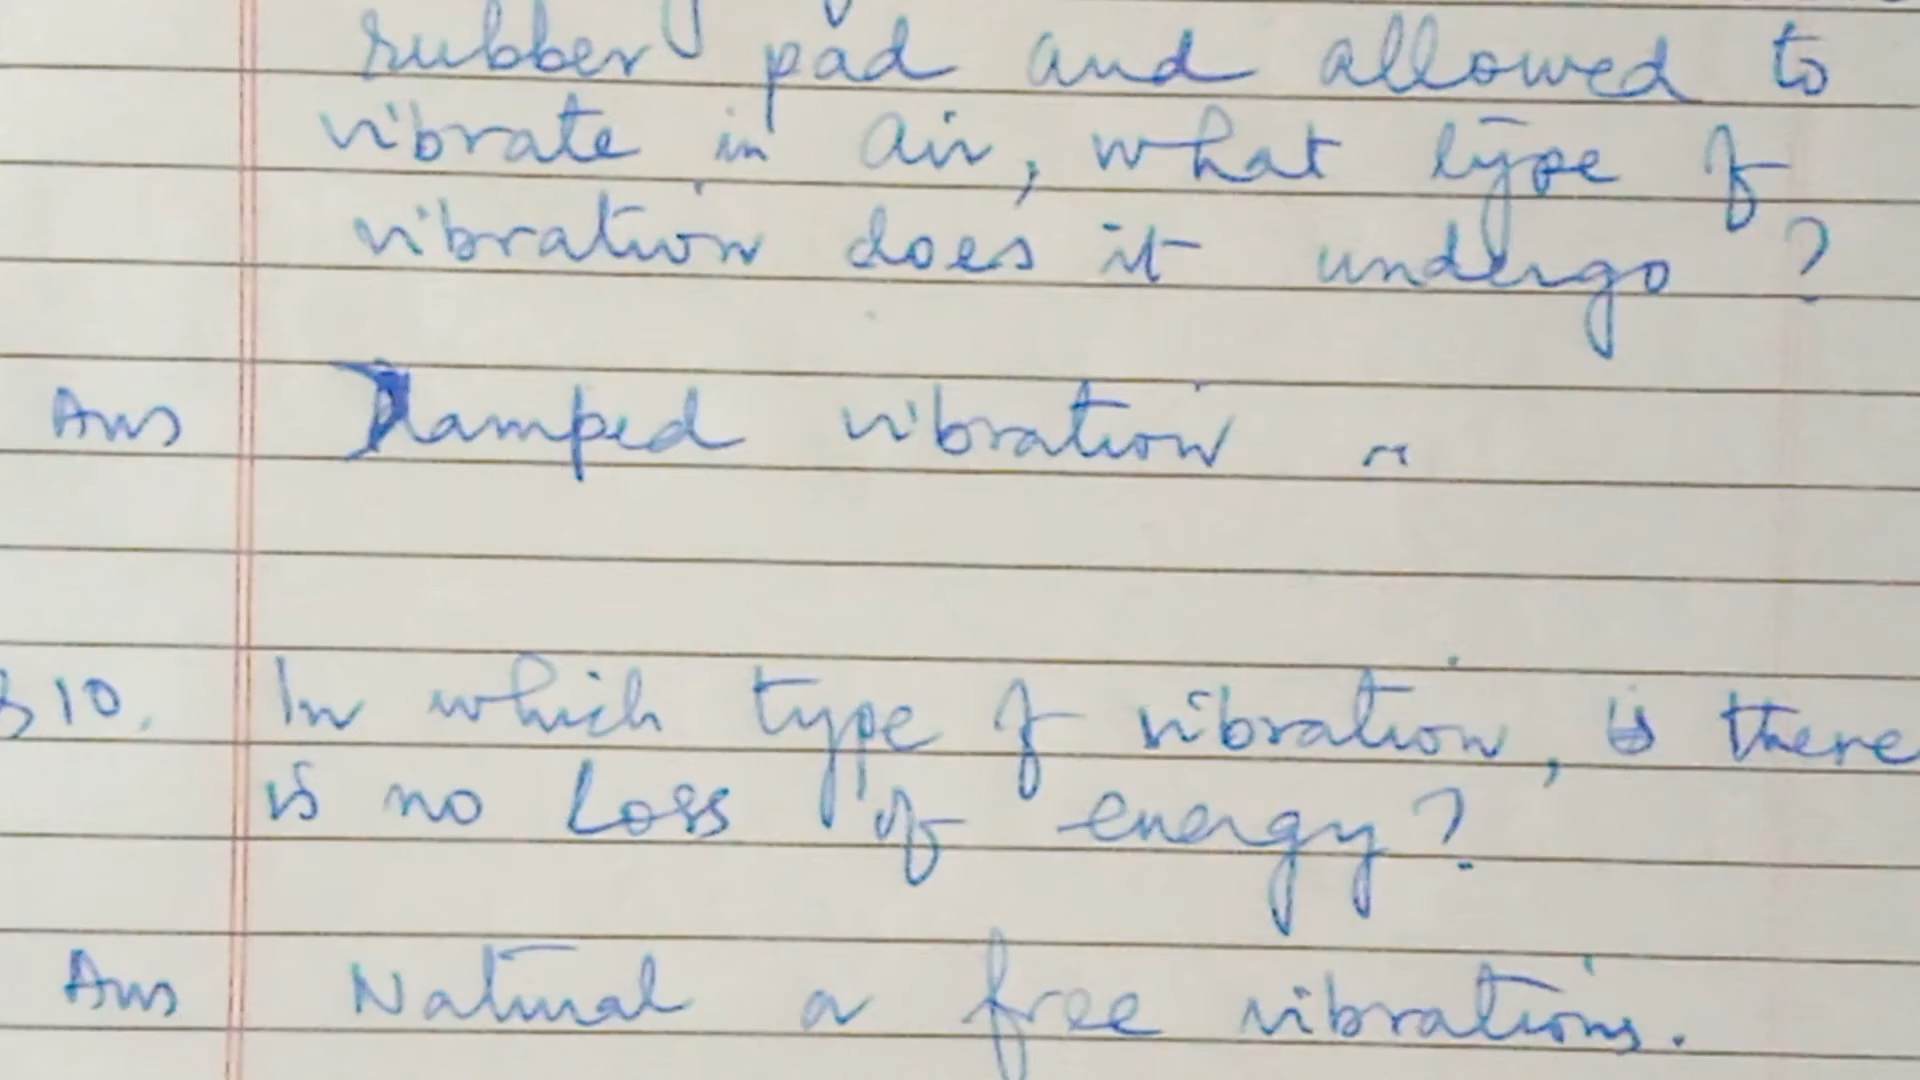 rubber pad and allowed to
vibrate in air, what type of
vibration does it undergo ?
Ans Damped vibration
10. In which type of vibration, is there
is no Loss of energy?
Ans Natural or free vibrations.